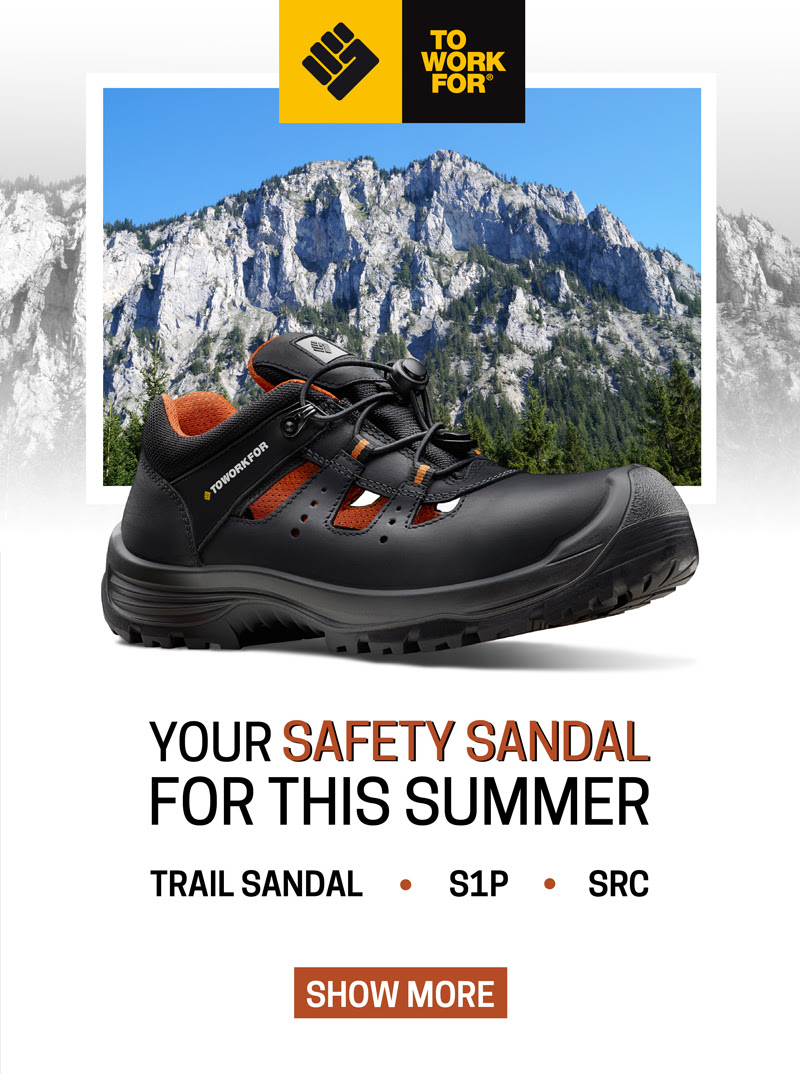 TO
WORK
FOR®
TOWORKFOR
YOUR SAFETY SANDAL
FOR THIS SUMMER
TRAIL SANDAL • S1P • SRC
SHOW MORE